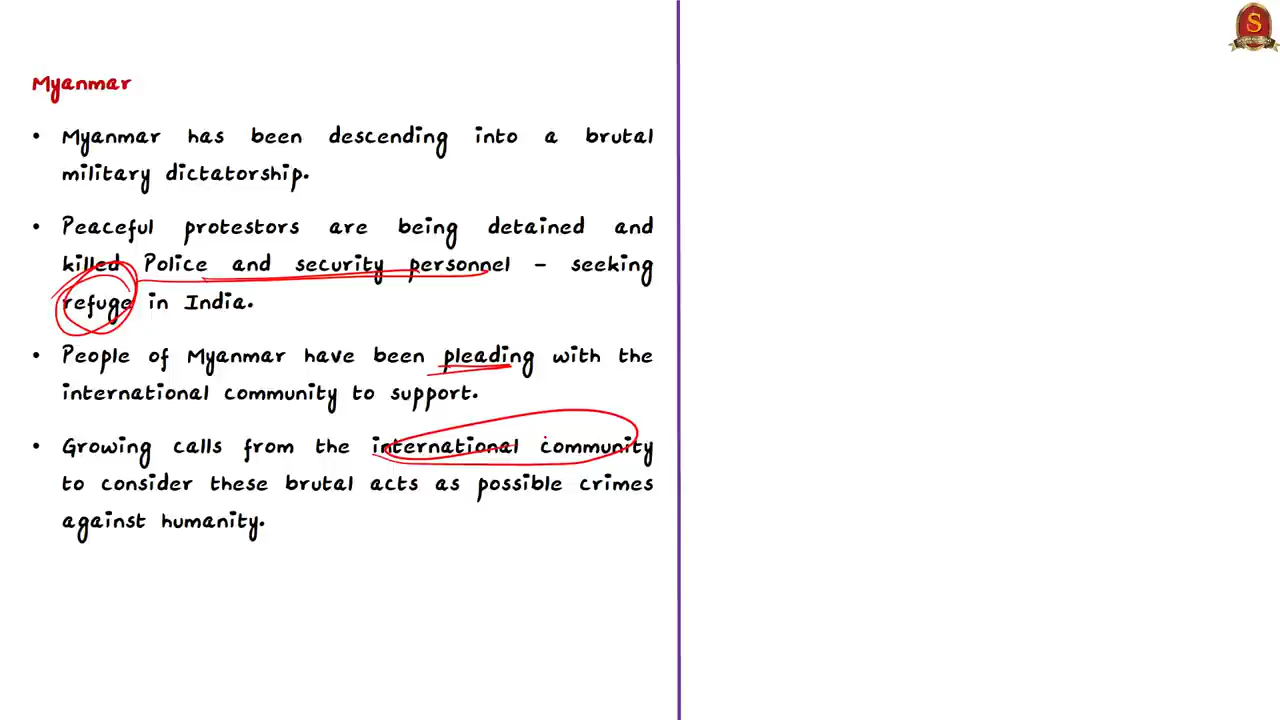 Myanmar
• Myanmar has been descending into a brutal
military dictatorship.
• Peaceful protestors are being detained and
killed Police and security personnel – seeking
refuge in India.
• People of Myanmar have been pleading with the
international community to support.
• Growing calls from the international community
to consider these brutal acts as possible crimes
against humanity.
S